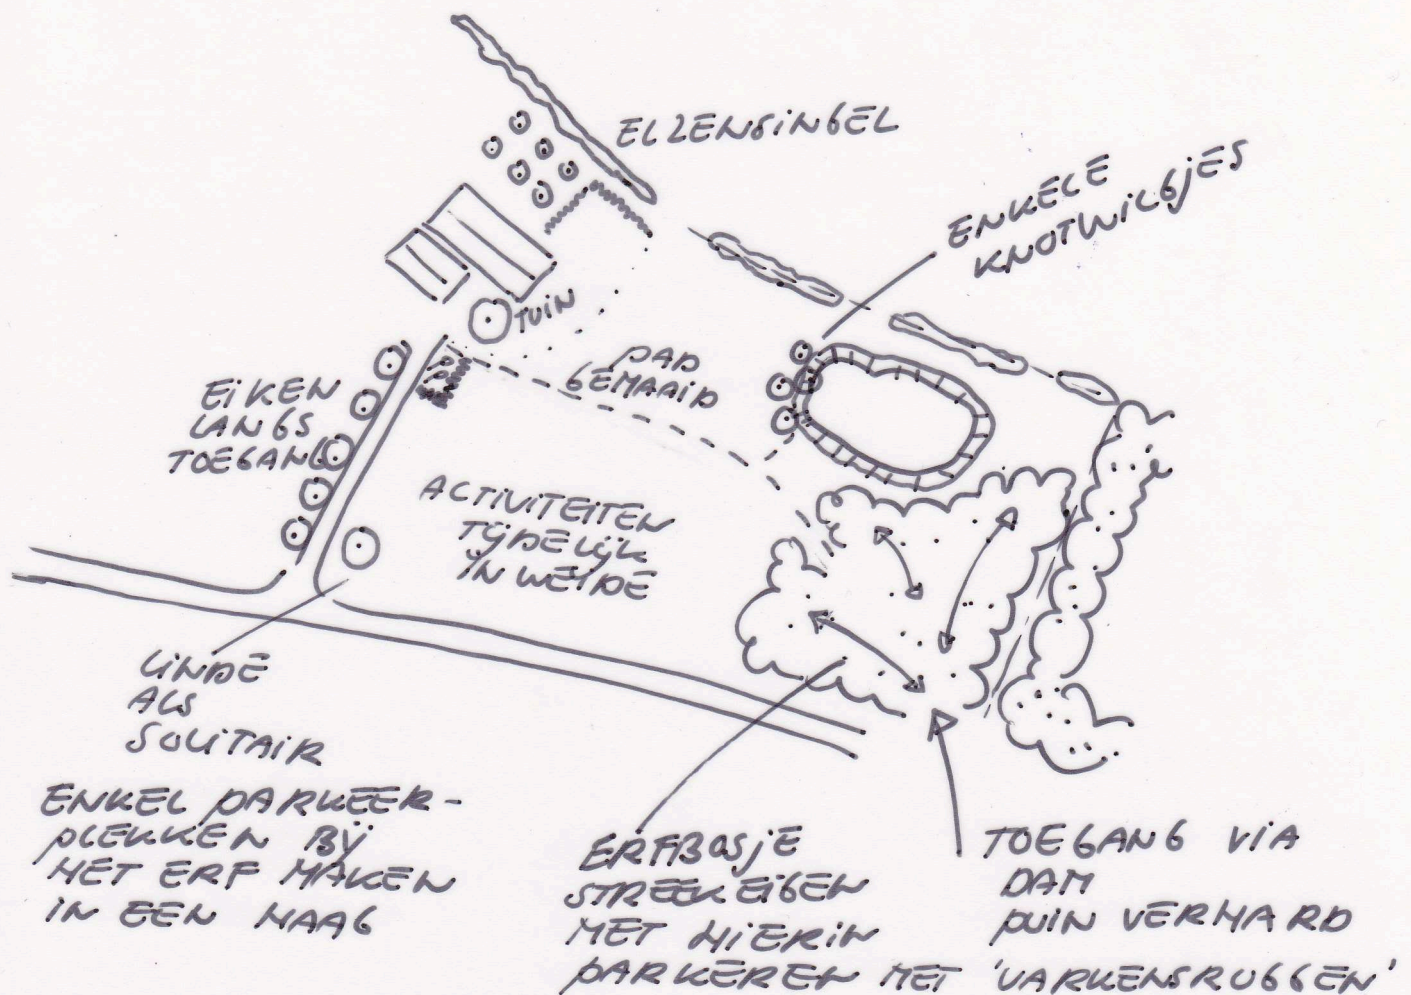 ELZENSINGEL
ENKELE
KNOTWILGJES
TUIN
PAD
GEMAAID
EIKEN
LANGS
TOEGANG
ACTIVITEITEN
TIJDELIJK
IN WEIDE
LINDE
ALS
SOLITAIR
ENKEL PARKEER-
PLEKKEN BIJ
HET ERF MAKEN
IN EEN HAAG
ERFBOSJE
STREEKEIGEN
MET HIERIN
PARKEREN MET 'VARKENSRUGGEN'
TOEGANG VIA
DAM
PUIN VERHARD